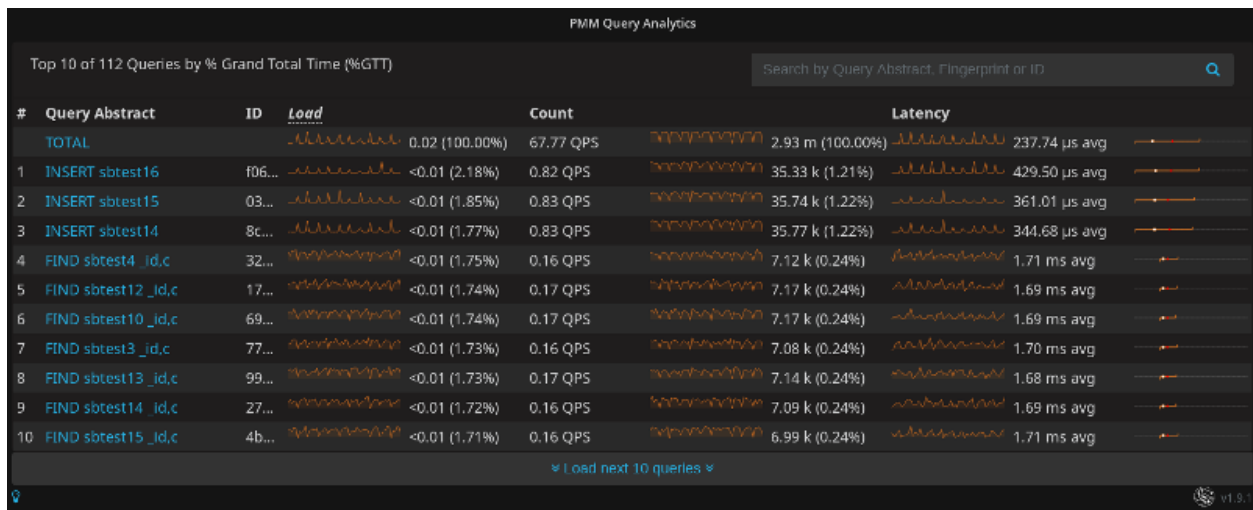 PMM Query Analytics
Top 10 of 112 Queries by % Grand Total Time (%GTT)
Search by Query Abstract, Fingerprint or ID
# Query Abstract ID Load Count Latency
TOTAL 0.02 (100.00%) 67.77 QPS 2.93 m (100.00%) 237.74 µs avg
1 INSERT sbtest16 f06... <0.01 (2.18%) 0.82 QPS 35.33 k (1.21%) 429.50 µs avg
2 INSERT sbtest15 03... <0.01 (1.85%) 0.83 QPS 35.74 k (1.22%) 361.01 µs avg
3 INSERT sbtest14 8c... <0.01 (1.77%) 0.83 QPS 35.77 k (1.22%) 344.68 µs avg
4 FIND sbtest4 _id,c 32... <0.01 (1.75%) 0.16 QPS 7.12 k (0.24%) 1.71 ms avg
5 FIND sbtest12 _id,c 17... <0.01 (1.74%) 0.17 QPS 7.17 k (0.24%) 1.69 ms avg
6 FIND sbtest10 _id,c 69... <0.01 (1.74%) 0.17 QPS 7.17 k (0.24%) 1.69 ms avg
7 FIND sbtest3 _id,c 77... <0.01 (1.73%) 0.16 QPS 7.08 k (0.24%) 1.70 ms avg
8 FIND sbtest13 _id,c 99... <0.01 (1.73%) 0.17 QPS 7.14 k (0.24%) 1.68 ms avg
9 FIND sbtest14 _id,c 27... <0.01 (1.72%) 0.16 QPS 7.09 k (0.24%) 1.69 ms avg
10 FIND sbtest15 _id,c 4b... <0.01 (1.71%) 0.16 QPS 6.99 k (0.24%) 1.71 ms avg
Load next 10 queries
v1.9.1